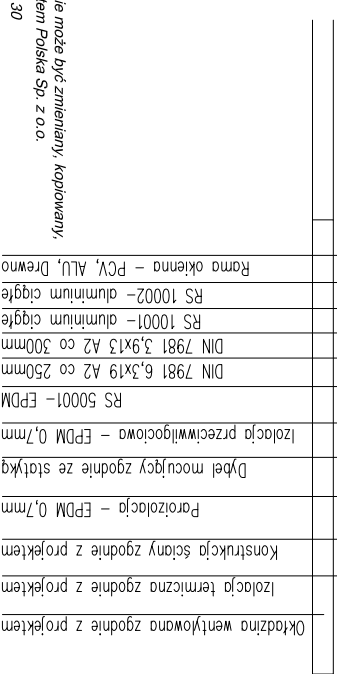 Okładzina wentylowana zgodnie z projektem
Izolacja termiczna zgodnie z projektem
Konstrukcja ściany zgodnie z projektem
Paroizolacja – EPDM 0,7mm
Dybel mocujący zgodnie ze statyką
Izolacja przeciwwilgociowa – EPDM 0,7mm
RS 50001– EPDM
DIN 7981 6,3x19 A2 co 250mm
DIN 7981 3,9x13 A2 co 300mm
RS 10001– aluminium ciągłe
RS 10002– aluminium ciągłe
Rama okienna – PCV, ALU, Drewno
ie może być zmieniany, kopiowany,
tem Polska Sp. z o.o.
30